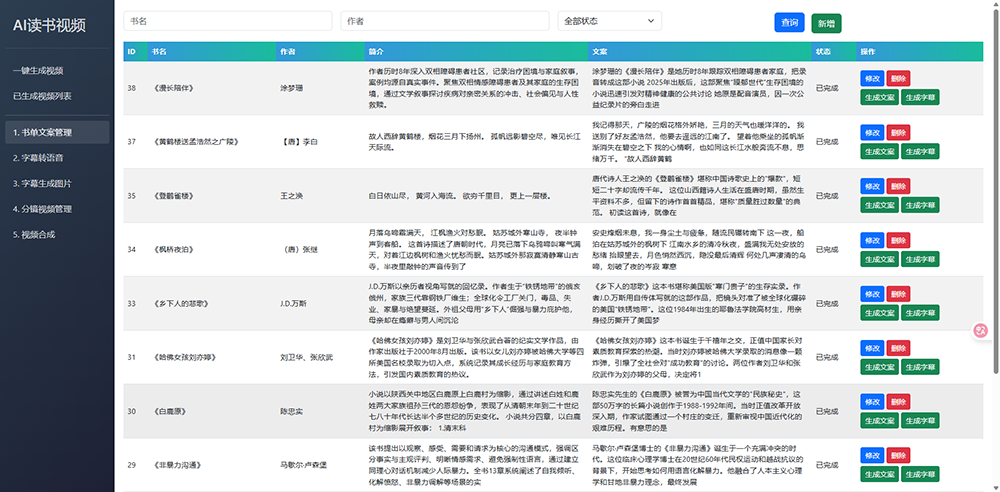 AI读书视频
一键生成视频
已生成视频列表
1. 书单文案管理
2. 字幕转语音
3. 字幕生成图片
4. 分镜视频管理
5. 视频合成
书名
作者
全部状态
查询
新增
ID 书名 作者 简介 文案 状态 操作
38 《漫长陪伴》 涂梦珊
作者历时8年深入双相障碍患者社区，记录治疗困境与家庭叙事，
案例均源自真实事件。聚焦双相情感障碍患者及其家庭的生存困
境，通过文学叙事探讨疾病对亲密关系的冲击、社会偏见与人性
救赎。
涂梦珊的《漫长陪伴》是她历时8年跟踪双相障碍患者家庭，把录
音转成这部小说 2025年出版后，这部聚焦"躁郁世代"生存困境的
小说迅速引发对精神健康的公共讨论 她原是配音演员，因一次公
益纪录片的旁白走进
已完成
修改 删除
生成文案 生成字幕
37 《黄鹤楼送孟浩然之广陵》 【唐】李白
故人西辞黄鹤楼，烟花三月下扬州。 孤帆远影碧空尽，唯见长江
天际流。
我记得那天，广陵的烟花格外娇艳，三月的天气也暖洋洋的。 我
送别了好友孟浩然，他要去遥远的江南了。 望着他乘坐的孤帆渐
渐消失在碧空之下 我的心情啊，也如同这长江水般奔流不息，思
绪万千。 "故人西辞黄鹤
已完成
修改 删除
生成文案 生成字幕
35 《登鹳雀楼》 王之涣
白日依山尽， 黄河入海流。 欲穷千里目， 更上一层楼。
唐代诗人王之涣的《登鹳雀楼》堪称中国诗歌史上的"爆款"，短
短二十字却流传千年。 这位山西籍诗人生活在盛唐时期，虽然生
平资料不多，但留下的诗作首首精品，堪称"质量胜过数量"的典
范。 初读这首诗，就像在
已完成
修改 删除
生成文案 生成字幕
34 《枫桥夜泊》 （唐）张继
月落乌啼霜满天， 江枫渔火对愁眠。 姑苏城外寒山寺， 夜半钟
声到客船。 这首诗描述了唐朝时代，月亮已落下乌鸦啼叫寒气满
天，对着江边枫树和渔火忧愁而眠。姑苏城外那寂寞清静寒山古
寺，半夜里敲钟的声音传到了
安史烽烟未息，我一身尘土与疲惫，随流民辗转南下 这一夜，船
泊在姑苏城外的枫树下 江南水乡的清冷秋夜，盛满我无处安放的
愁绪 抬眼望去，月色悄然西沉，隐没最后清辉 何处几声凄清的乌
啼，划破了夜的岑寂 寒意
已完成
修改 删除
生成文案 生成字幕
33 《乡下人的悲歌》 J.D.万斯
J.D.万斯以亲历者视角写就的回忆录。作者生于"铁锈地带"的俄亥
俄州，家族三代靠钢铁厂维生；全球化令工厂关门，毒品、失
业、家暴与绝望蔓延。外祖父母用"乡下人"倔强与暴力庇护他，
母亲却在瘾癖与男人间沉沦
《乡下人的悲歌》这本书堪称美国版"寒门贵子"的生存实录。作
者J.D.万斯用自传体写就的这部作品，把镜头对准了被全球化碾碎
的美国"铁锈地带"。这位1984年出生的耶鲁法学院高材生，用亲
身经历撕开了美国梦
已完成
修改 删除
生成文案 生成字幕
31 《哈佛女孩刘亦婷》 刘卫华、张欣武
《哈佛女孩刘亦婷》是刘卫华与张欣武合著的纪实文学作品，由
作家出版社于2000年8月出版。该书以女儿刘亦婷被哈佛大学等四
所美国名校录取为切入点，系统记录其成长经历与家庭教育方
法，引发国内素质教育的热议。
《哈佛女孩刘亦婷》这本书诞生于千禧年之交，正值中国家长对
素质教育探索的热潮。当时刘亦婷被哈佛大学录取的消息像一颗
炸弹，引爆了全社会对"成功教育"的讨论。两位作者刘卫华和张
欣武作为刘亦婷的父母，决定将1
已完成
修改 删除
生成文案 生成字幕
30 《白鹿原》 陈忠实
小说以陕西关中地区白鹿原上白鹿村为缩影，通过讲述白姓和鹿
姓两大家族祖孙三代的恩怨纷争，表现了从清朝末年到二十世纪
七八十年代长达半个多世纪的历史变化。 小说共分四章，以白鹿
村为缩影展开叙事： 1.清末科
陈忠实先生的《白鹿原》被誉为中国当代文学的"民族秘史"，这
部50万字的长篇小说创作于1988-1992年间。当时正值改革开放
深入期，作家试图通过一个村庄的变迁，重新审视中国近代化的
艰难历程。有意思的是
已完成
修改 删除
生成文案 生成字幕
29 《非暴力沟通》 马歇尔·卢森堡
该书提出以观察、感受、需要和请求为核心的沟通模式，强调区
分事实与主观评判、明晰情感需求、避免强制性语言，通过建立
同理心对话机制减少人际暴力。全书13章系统阐述了自我倾听、
化解愤怒、非暴力调解等场景的实
马歇尔·卢森堡博士的《非暴力沟通》诞生于一个充满冲突的时
代。这位临床心理学博士在20世纪60年代民权运动和越战抗议的
背景下，开始思考如何用语言化解暴力。他融合了人本主义心理
学和甘地非暴力理念，最终发展
已完成
修改 删除
生成文案 生成字幕